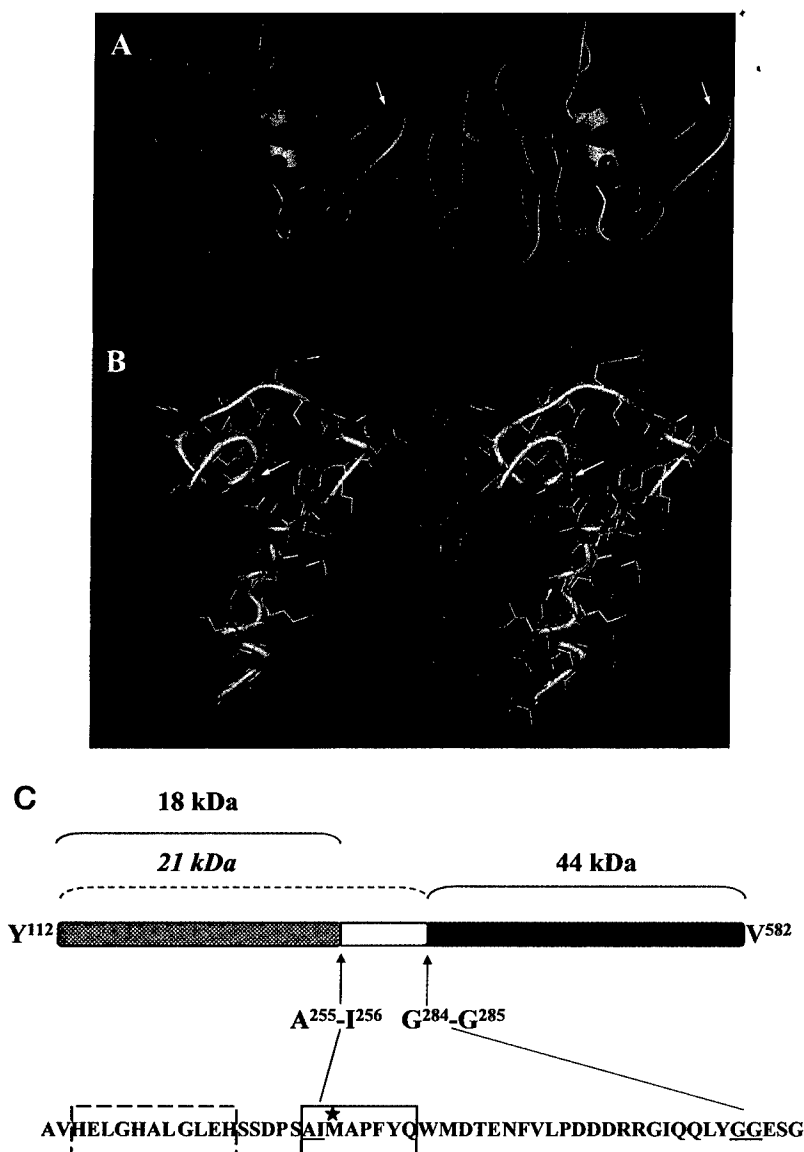 A
B
C
18 kDa
21 kDa
44 kDa
Y112
V582
A255-I256
G284-G285
★
AVHELGHALGLEHSSDPSAIMAPFYQWMDTENFVLPDDDRRGIQQLYGGESG